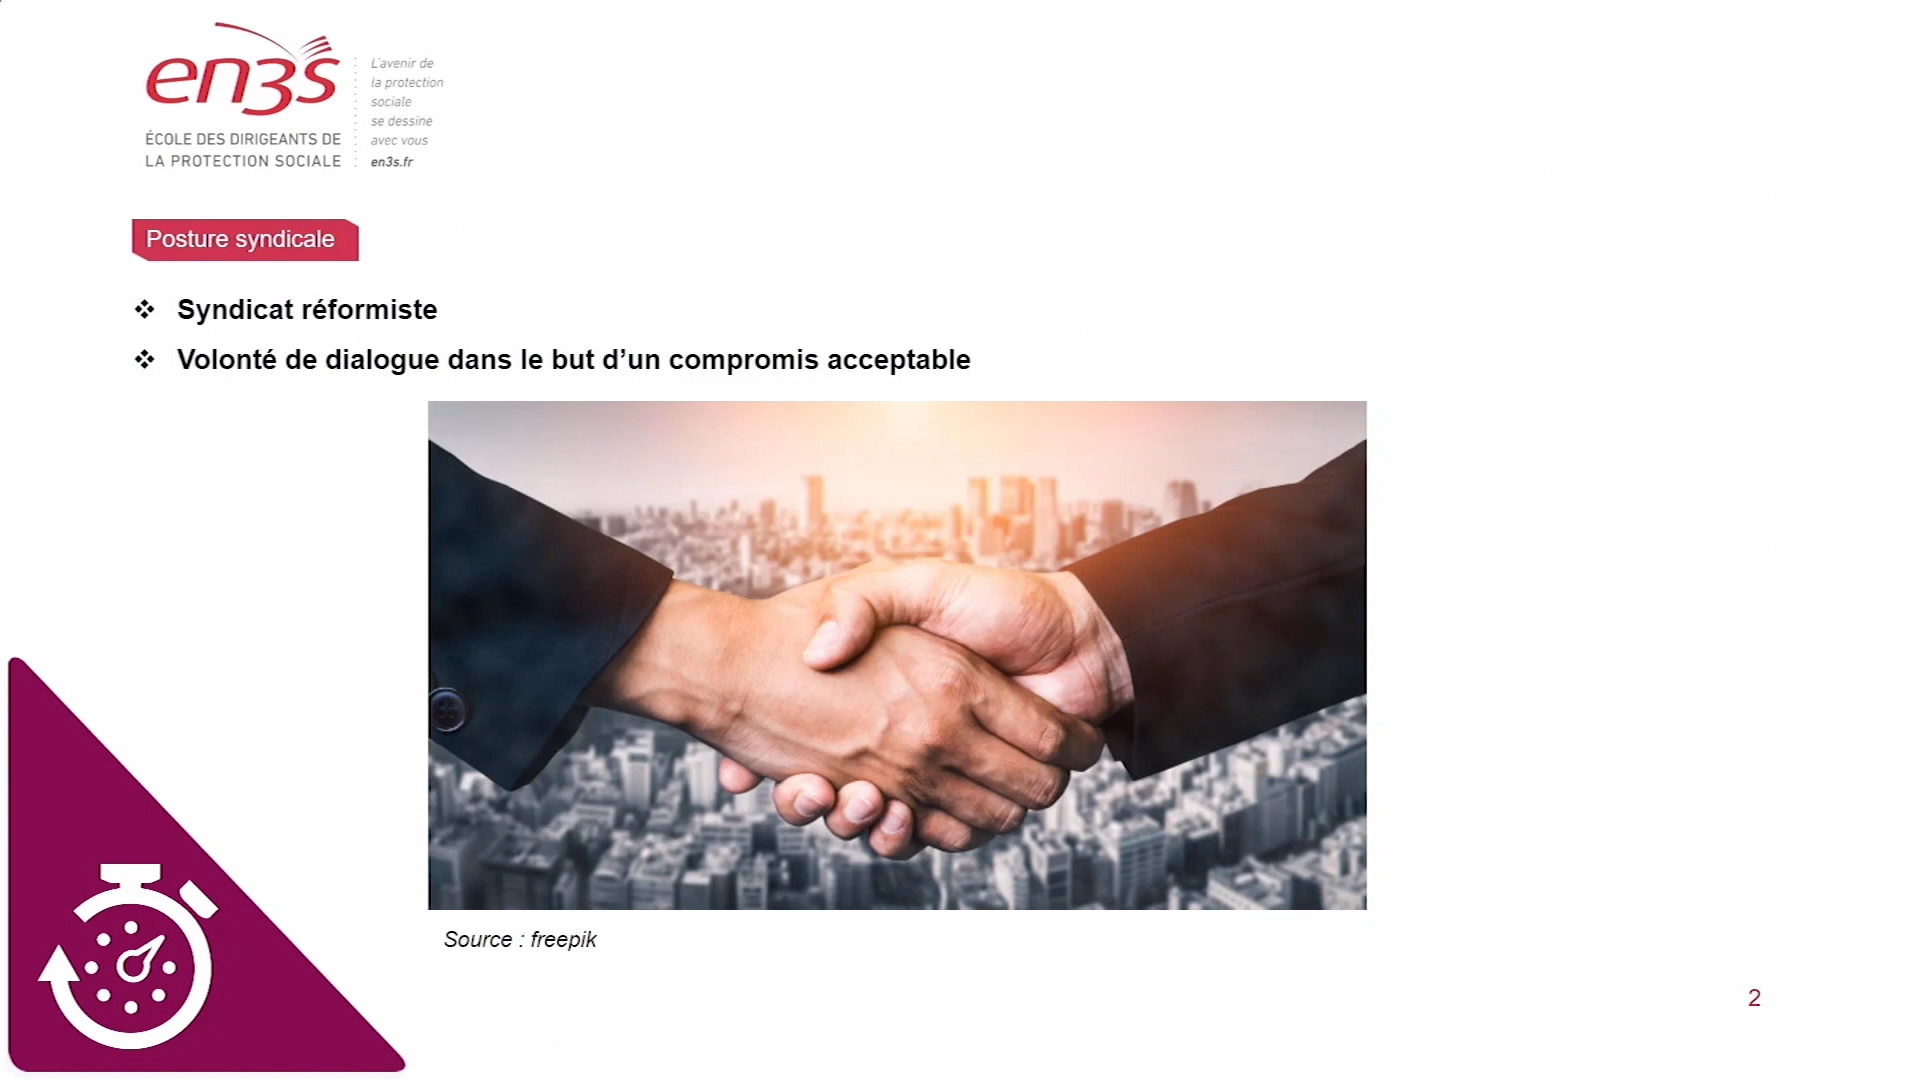 en3s
ÉCOLE DES DIRIGEANTS DE
LA PROTECTION SOCIALE
L'avenir de
la protection
sociale
se dessine
avec vous
en3s.fr
Posture syndicale
❖ Syndicat réformiste
❖ Volonté de dialogue dans le but d’un compromis acceptable
Source : freepik
2